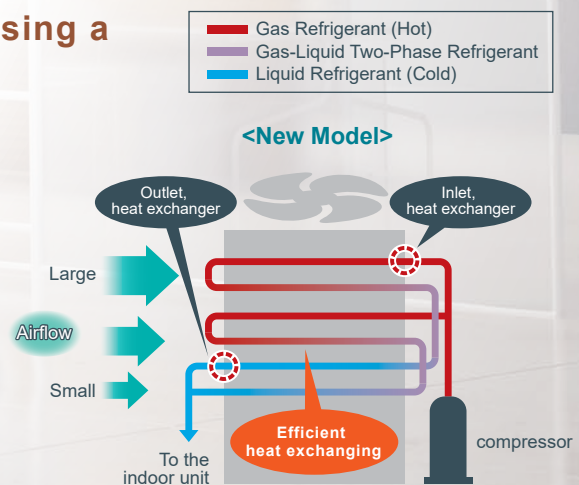 sing a
Gas Refrigerant (Hot)
Gas-Liquid Two-Phase Refrigerant
Liquid Refrigerant (Cold)
<New Model>
Outlet,
heat exchanger
Inlet,
heat exchanger
Large
Airflow
Small
Efficient
heat exchanging
compressor
To the
indoor unit